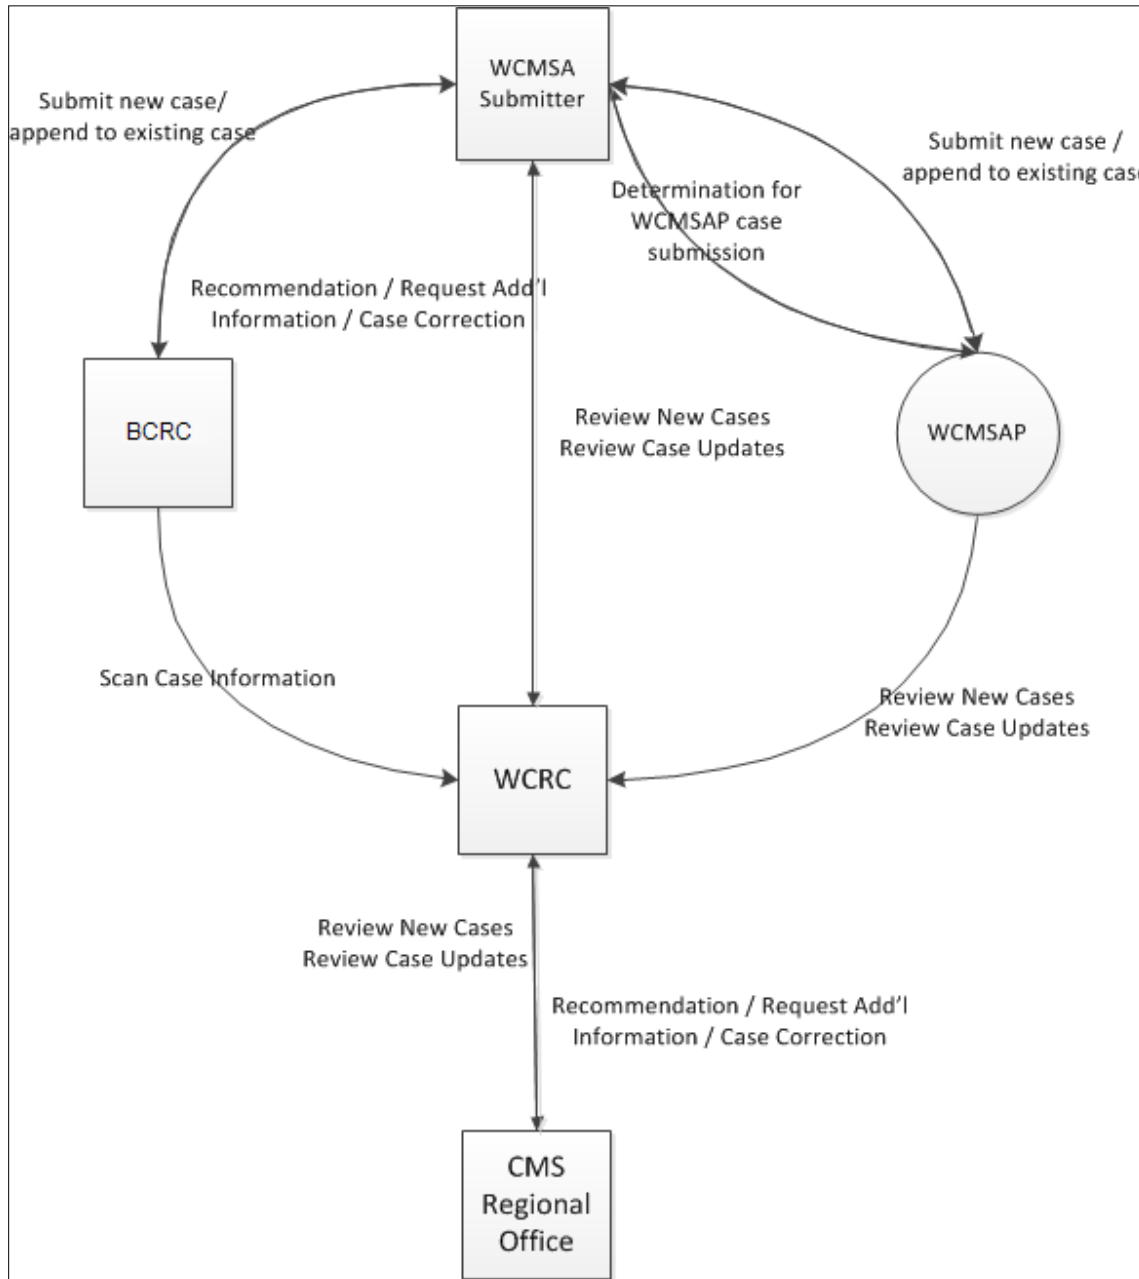 WCMSA
Submitter
Submit new case/
append to existing case
Submit new case /
append to existing case
Determination for
WCMSAP case
submission
Recommendation / Request Add'l
Information / Case Correction
BCRC
Review New Cases
Review Case Updates
WCMSAP
Scan Case Information
Review New Cases
Review Case Updates
WCRC
Review New Cases
Review Case Updates
Recommendation / Request Add'l
Information / Case Correction
CMS
Regional
Office